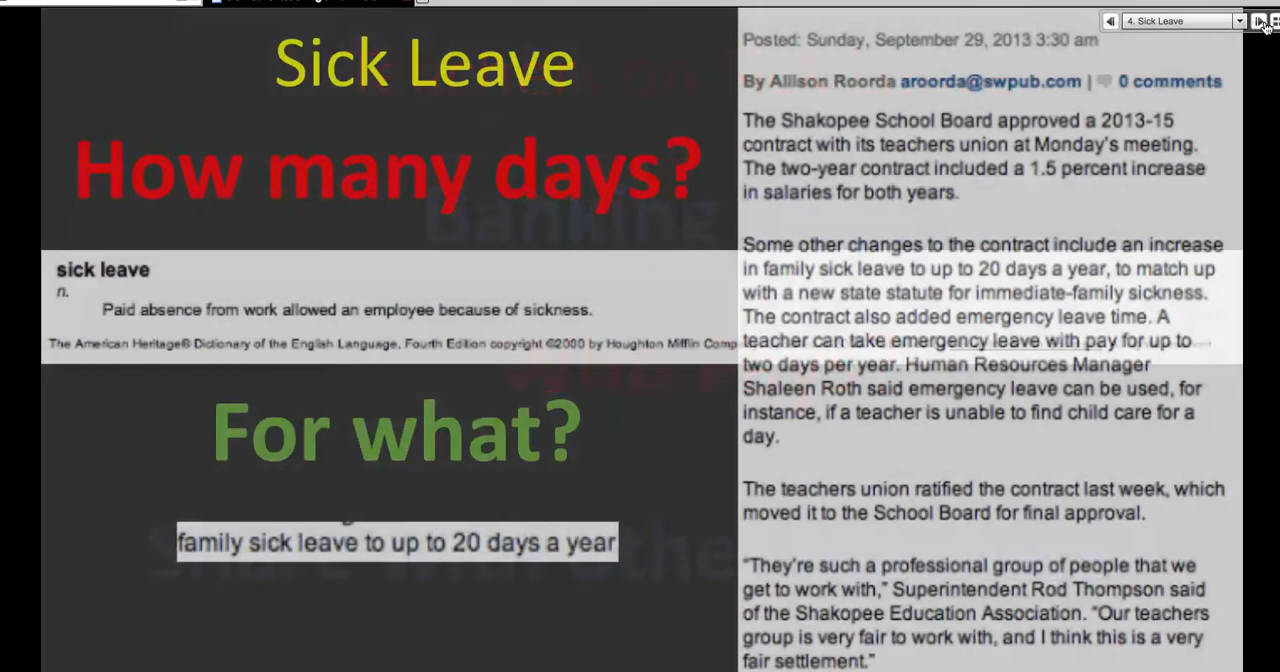 4. Sick Leave
Sick Leave
How many days?
sick leave
n.
Paid absence from work allowed an employee because of sickness.
The American Heritage® Dictionary of the English Language, Fourth Edition copyright ©2000 by Houghton Mifflin Comp
For what?
family sick leave to up to 20 days a year
Posted: Sunday, September 29, 2013 3:30 am
By Allison Roorda aroorda@swpub.com | 0 comments
The Shakopee School Board approved a 2013-15
contract with its teachers union at Monday's meeting.
The two-year contract included a 1.5 percent increase
in salaries for both years.
Some other changes to the contract include an increase
in family sick leave to up to 20 days a year, to match up
with a new state statute for immediate-family sickness.
The contract also added emergency leave time. A
teacher can take emergency leave with pay for up to
two days per year. Human Resources Manager
Shaleen Roth said emergency leave can be used, for
instance, if a teacher is unable to find child care for a
day.
The teachers union ratified the contract last week, which
moved it to the School Board for final approval.
"They're such a professional group of people that we
get to work with," Superintendent Rod Thompson said
of the Shakopee Education Association. "Our teachers
group is very fair to work with, and I think this is a very
fair settlement."
Banking